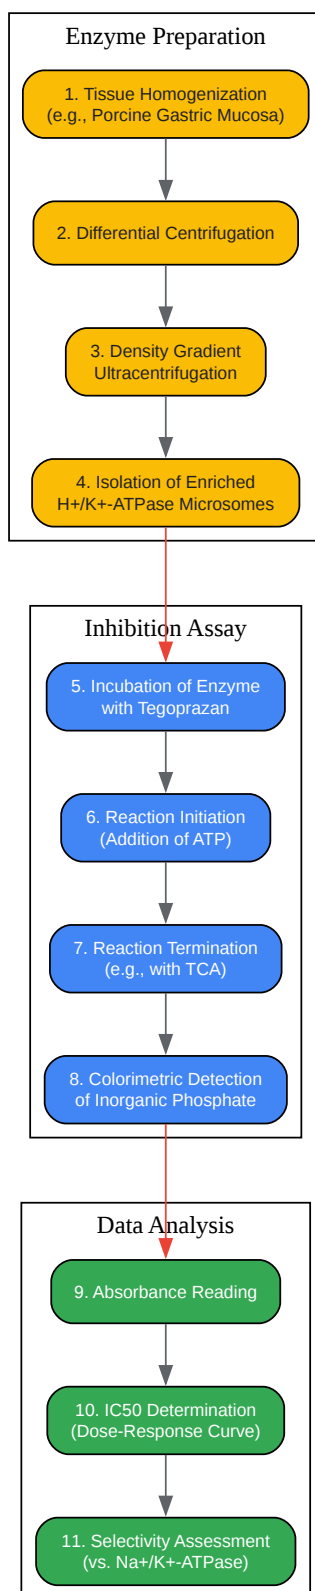 Enzyme Preparation
1. Tissue Homogenization
(e.g., Porcine Gastric Mucosa)
2. Differential Centrifugation
3. Density Gradient
Ultracentrifugation
4. Isolation of Enriched
H+/K+-ATPase Microsomes
Inhibition Assay
5. Incubation of Enzyme
with Tegoprazan
6. Reaction Initiation
(Addition of ATP)
7. Reaction Termination
(e.g., with TCA)
8. Colorimetric Detection
of Inorganic Phosphate
Data Analysis
9. Absorbance Reading
10. IC50 Determination
(Dose-Response Curve)
11. Selectivity Assessment
(vs. Na+/K+-ATPase)